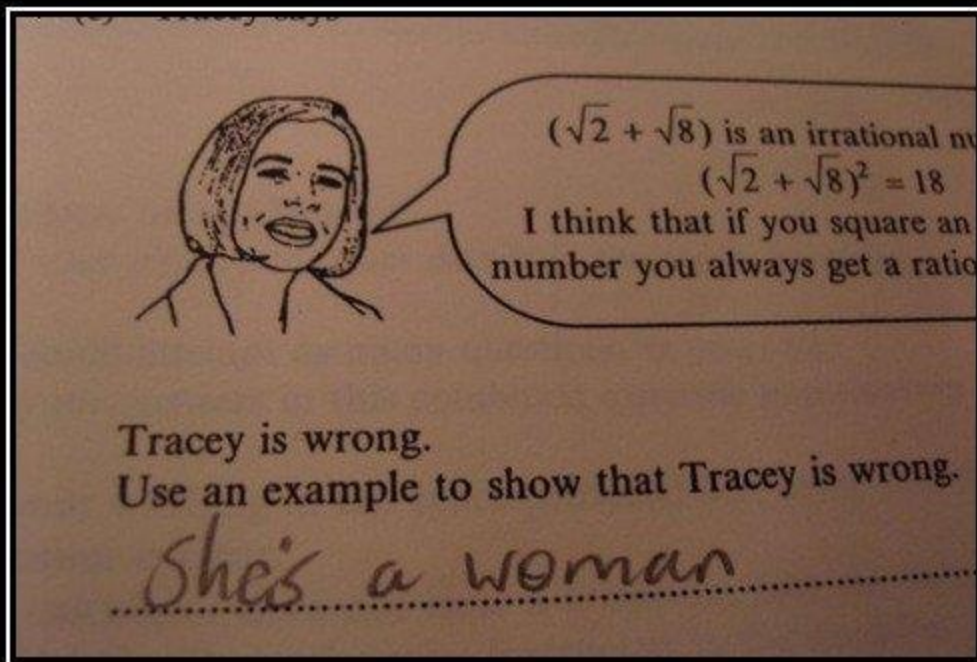 (√2 + √8) is an irrational nu
(√2 + √8)² = 18
I think that if you square an
number you always get a ratio
Tracey is wrong.
Use an example to show that Tracey is wrong.
She's a woman